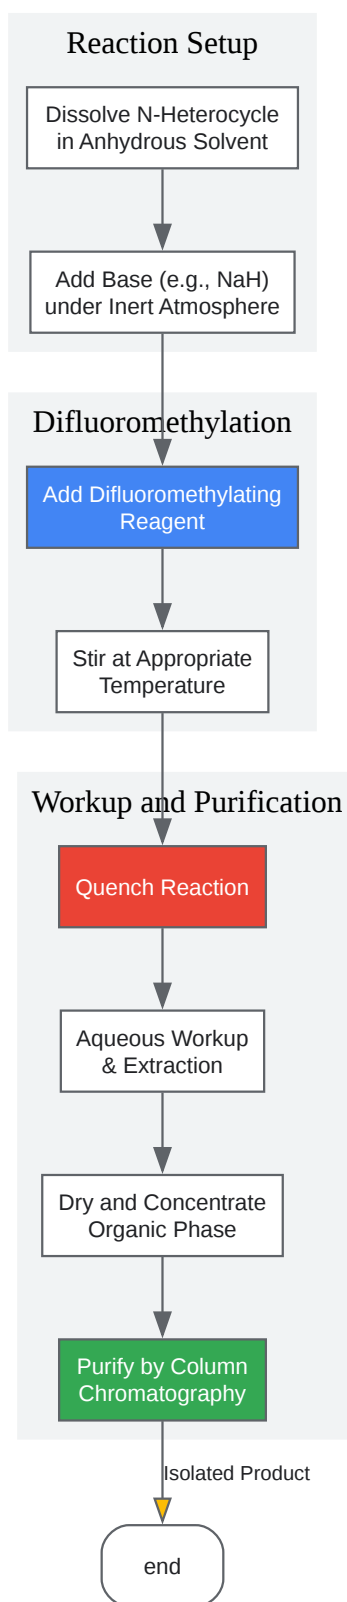 Reaction Setup
Dissolve N-Heterocycle
in Anhydrous Solvent
Add Base (e.g., NaH)
under Inert Atmosphere
Difluoromethylation
Add Difluoromethylating
Reagent
Stir at Appropriate
Temperature
Workup and Purification
Quench Reaction
Aqueous Workup
& Extraction
Dry and Concentrate
Organic Phase
Purify by Column
Chromatography
Isolated Product
end